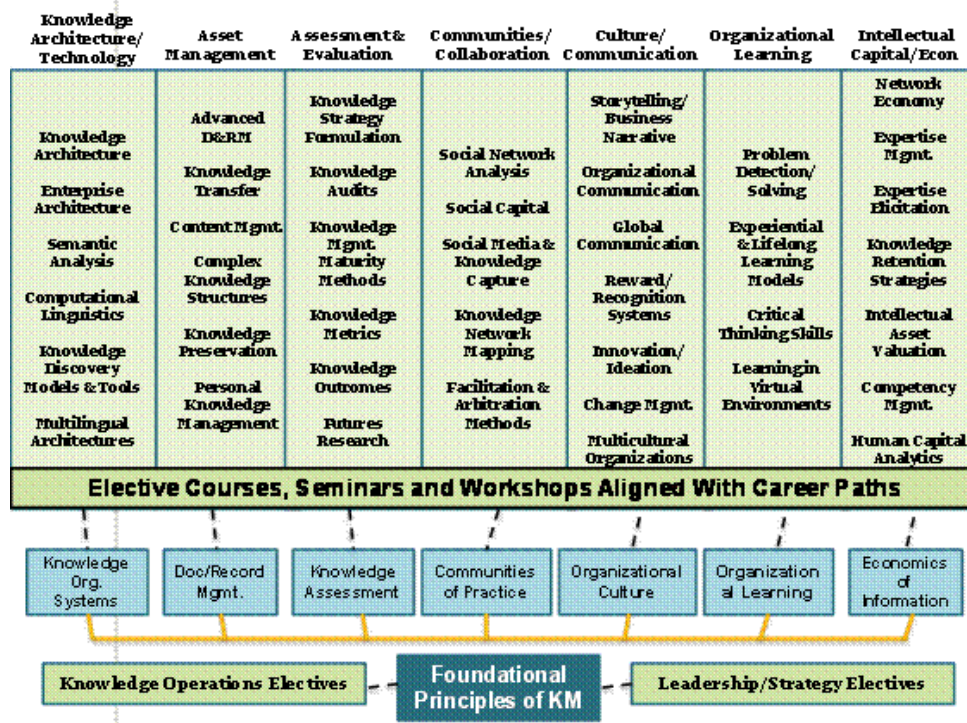 Knowledge
Architecture/
Technology
Asset
Management
Assessment &
Evaluation
Communities/
Collaboration
Culture/
Communication
Organizational
Learning
Intellectual
Capital/Econ
Knowledge
Architecture
Enterprise
Architecture
Semantic
Analysis
Computational
Linguistics
Knowledge
Discovery
Models & Tools
Multilingual
Architectures
Advanced
D&RM
Knowledge
Transfer
Content Mgmt.
Complex
Knowledge
Structures
Knowledge
Preservation
Personal
Knowledge
Management
Knowledge
Strategy
Formulation
Knowledge
Audits
Knowledge
Mgmt.
Maturity
Methods
Knowledge
Metrics
Knowledge
Outcomes
Futures
Research
Social Network
Analysis
Social Capital
Social Media &
Knowledge
Capture
Knowledge
Network
Mapping
Facilitation &
Arbitration
Methods
Storytelling/
Business
Narrative
Organizational
Communication
Global
Communication
Reward/
Recognition
Systems
Innovation/
Ideation
Change Mgmt.
Multicultural
Organizations
Problem
Detection/
Solving
Experiential
& Lifelong
Learning
Models
Critical
Thinking Skills
Learning in
Virtual
Environments
Network
Economy
Expertise
Mgmt.
Expertise
Elicitation
Knowledge
Retention
Strategies
Intellectual
Asset
Valuation
Competency
Mgmt.
Human Capital
Analytics
Elective Courses, Seminars and Workshops Aligned With Career Paths
Knowledge
Org.
Systems
Doc/Record
Mgmt.
Knowledge
Assessment
Communities
of Practice
Organizational
Culture
Organization
al Learning
Economics
of
Information
Knowledge Operations Electives
Foundational
Principles of KM
Leadership/Strategy Electives